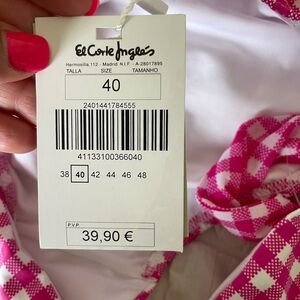 El Corte Inglés
Hermosilla, 112 - Madrid N.I.F. - A-28017895
TALLA SIZE TAMANHO
40
2401441784555
41133100366040
38 40 42 44 46 48
P.V.P.
39,90 €